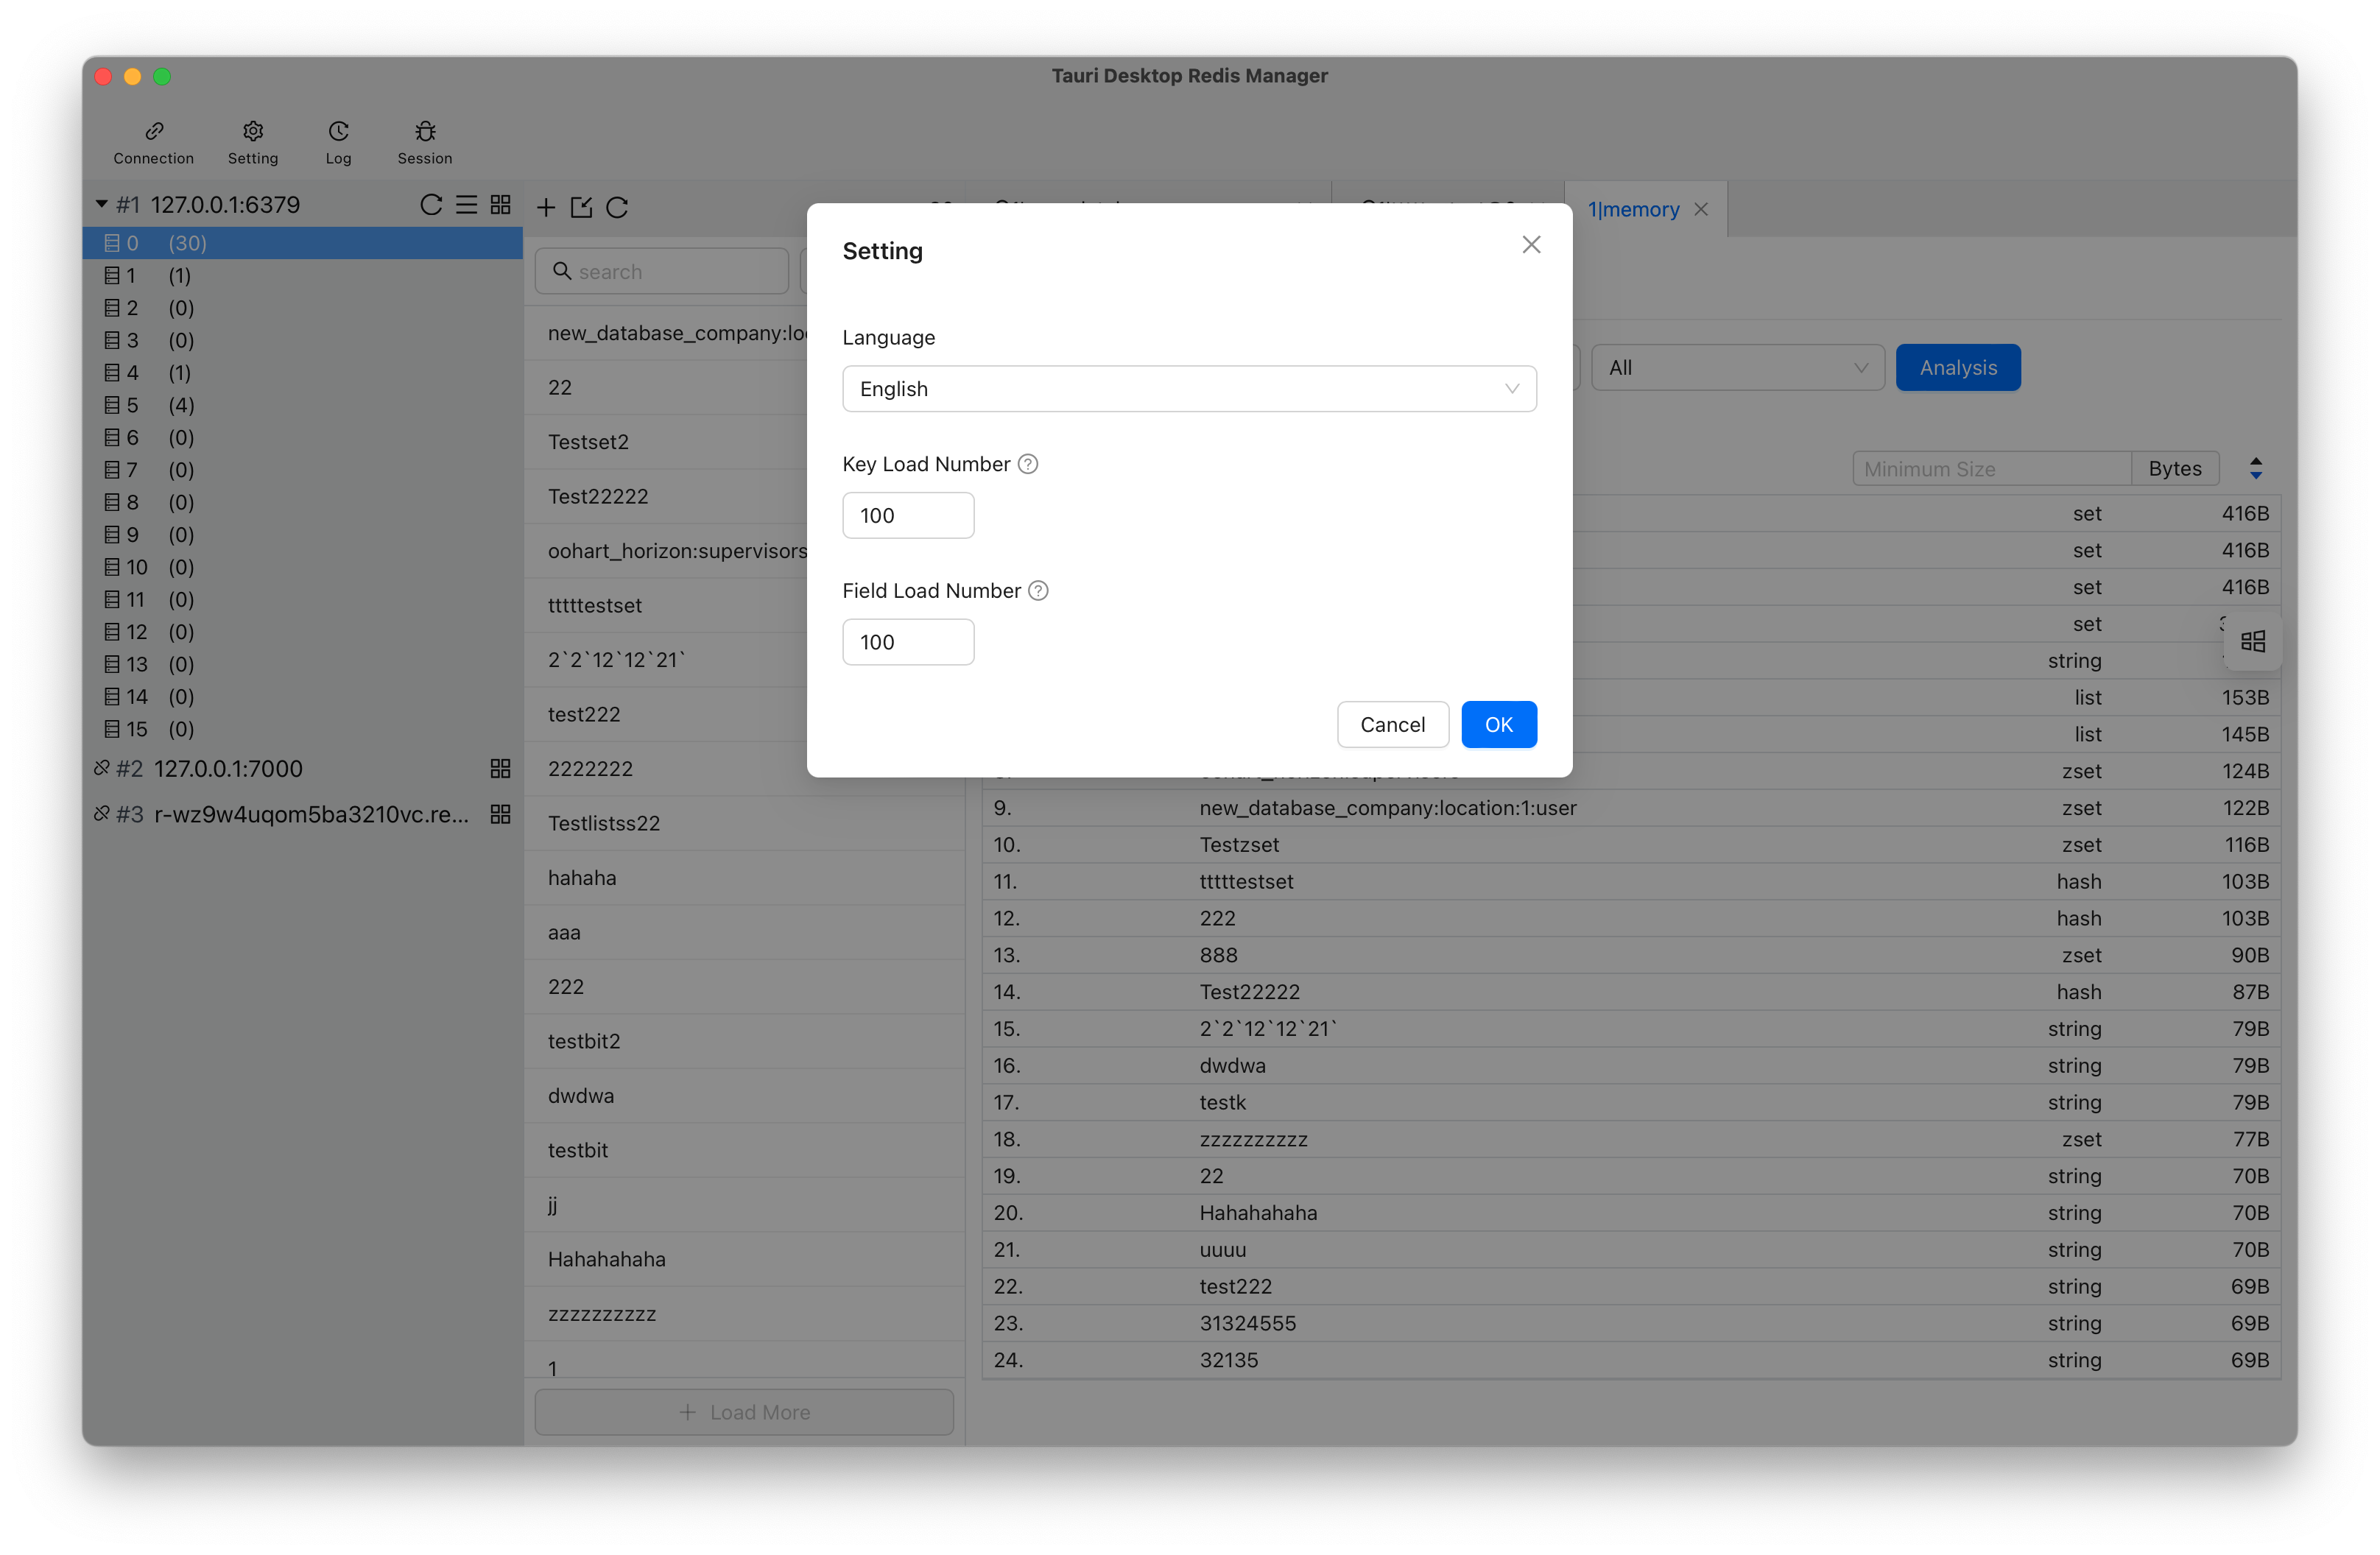 Tauri Desktop Redis Manager
Connection Setting Log Session
#1 127.0.0.1:6379
0 (30)
1 (1)
2 (0)
3 (0)
4 (1)
5 (4)
6 (0)
7 (0)
8 (0)
9 (0)
10 (0)
11 (0)
12 (0)
13 (0)
14 (0)
15 (0)
#2 127.0.0.1:7000
#3 r-wz9w4uqom5ba3210vc.re...
search
new_database_company:lo
22
Testset2
Test22222
oohart_horizon:supervisors
tttttestset
2`2`12`12`21`
test222
2222222
Testlistss22
hahaha
aaa
222
testbit2
dwdwa
testbit
jj
Hahahahaha
zzzzzzzzzz
1
Load More
1|memory
Setting
Language
English
Key Load Number
100
Field Load Number
100
Cancel
OK
All
Analysis
Minimum Size Bytes
set 416B
set 416B
set 416B
set
string
list 153B
list 145B
zset 124B
9. new_database_company:location:1:user zset 122B
10. Testzset zset 116B
11. tttttestset hash 103B
12. 222 hash 103B
13. 888 zset 90B
14. Test22222 hash 87B
15. 2`2`12`12`21` string 79B
16. dwdwa string 79B
17. testk string 79B
18. zzzzzzzzzz zset 77B
19. 22 string 70B
20. Hahahahaha string 70B
21. uuuu string 70B
22. test222 string 69B
23. 31324555 string 69B
24. 32135 string 69B